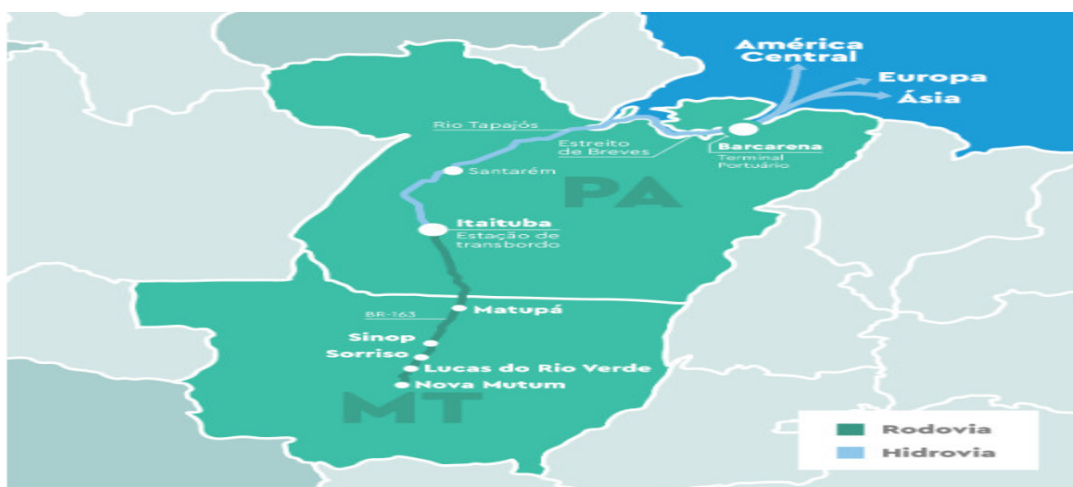 América
Central
Europa
Ásia
Rio Tapajós
Estreito
de Breves
Barcarena
Terminal
Portuário
Santarém
PA
Itaituba
Estação de
transbordo
BR-163
Matupá
Sinop
Sorriso
Lucas do Rio Verde
Nova Mutum
MT
Rodovia
Hidrovia